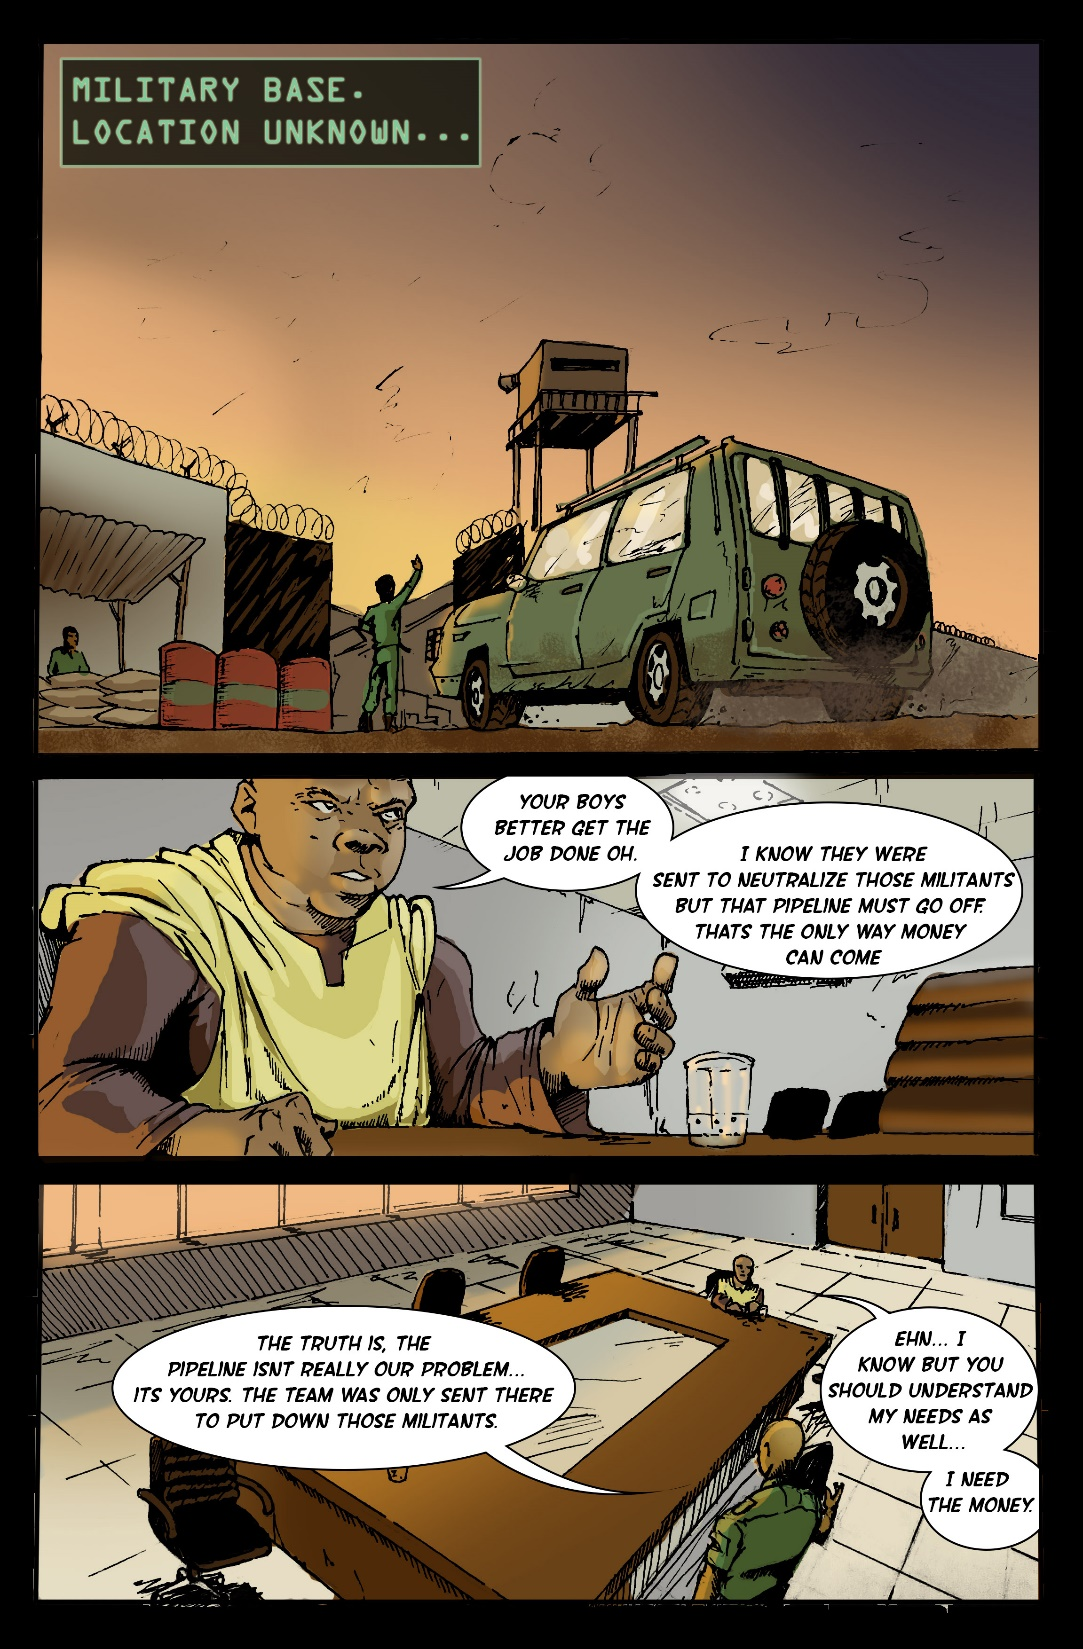 MILITARY BASE.
LOCATION UNKNOWN...
YOUR BOYS
BETTER GET THE
JOB DONE OH.
I KNOW THEY WERE
SENT TO NEUTRALIZE THOSE MILITANTS
BUT THAT PIPELINE MUST GO OFF.
THATS THE ONLY WAY MONEY
CAN COME
THE TRUTH IS, THE
PIPELINE ISNT REALLY OUR PROBLEM...
ITS YOURS. THE TEAM WAS ONLY SENT THERE
TO PUT DOWN THOSE MILITANTS.
EHN... I
KNOW BUT YOU
SHOULD UNDERSTAND
MY NEEDS AS
WELL...
I NEED
THE MONEY.